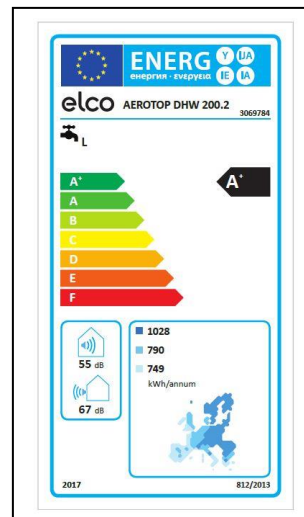 ENERG Y IJA
енергия · ενεργεια IE IA
elco AEROTOP DHW 200.2
3069784
L
A+ A+
A
B
C
D
E
F
55 dB
67 dB
1028
790
749
kWh/annum
2017 812/2013